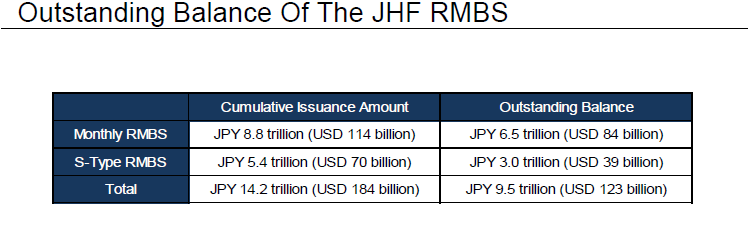 Outstanding Balance Of The JHF RMBS
Cumulative Issuance Amount Outstanding Balance
Monthly RMBS JPY 8.8 trillion (USD 114 billion) JPY 6.5 trillion (USD 84 billion)
S-Type RMBS JPY 5.4 trillion (USD 70 billion) JPY 3.0 trillion (USD 39 billion)
Total JPY 14.2 trillion (USD 184 billion) JPY 9.5 trillion (USD 123 billion)